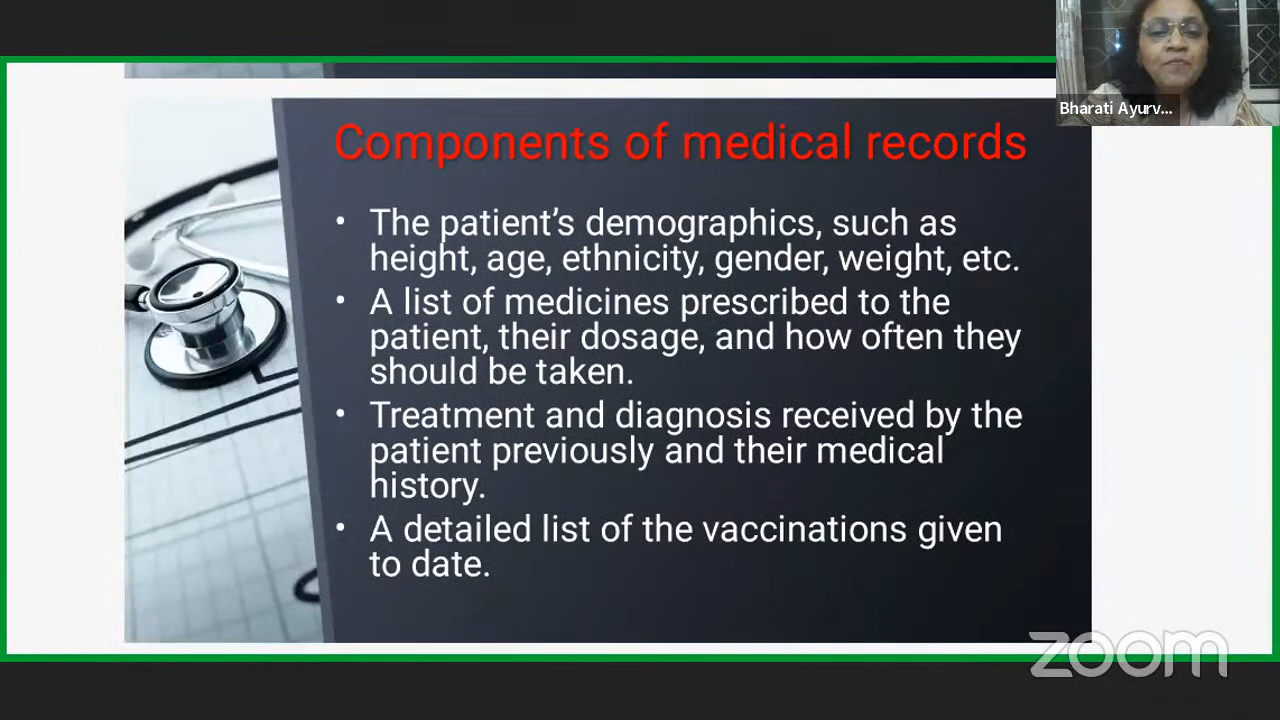 Bharati Ayurv...
Components of medical records
• The patient’s demographics, such as
height, age, ethnicity, gender, weight, etc.
• A list of medicines prescribed to the
patient, their dosage, and how often they
should be taken.
• Treatment and diagnosis received by the
patient previously and their medical
history.
• A detailed list of the vaccinations given
to date.
zoom